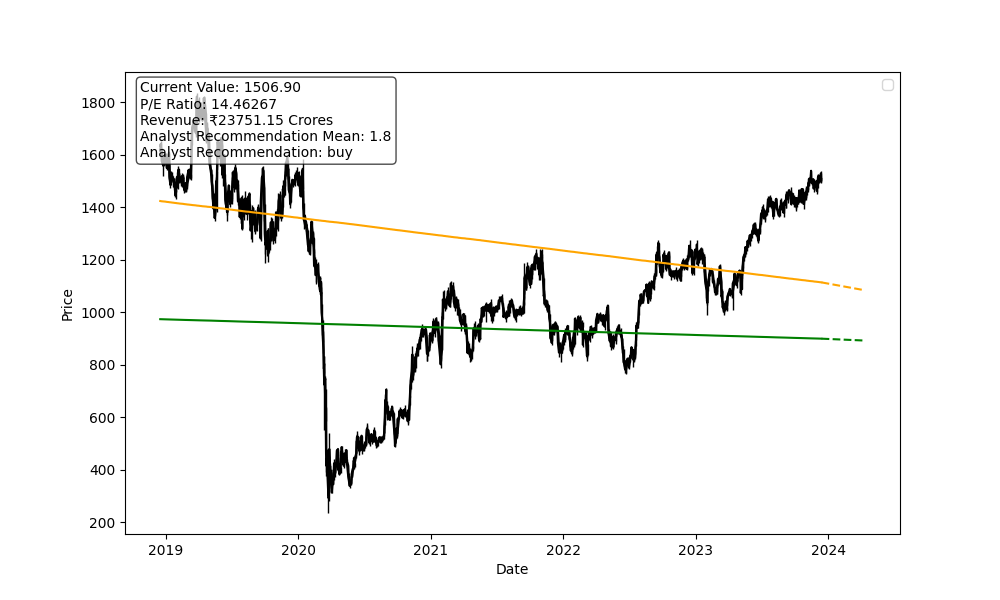 Current Value: 1506.90
P/E Ratio: 14.46267
Revenue: ₹23751.15 Crores
Analyst Recommendation Mean: 1.8
Analyst Recommendation: buy
1800
1600
1400
1200
1000
800
600
400
200
Price
2019 2020 2021 2022 2023 2024
Date